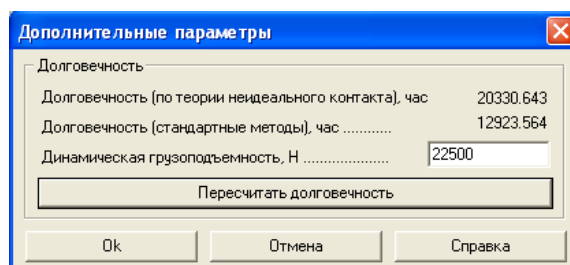 Дополнительные параметры
Долговечность
Долговечность (по теории неидеального контакта), час 20330.643
Долговечность (стандартные методы), час ............ 12923.564
Динамическая грузоподъемность, Н ..................... 22500
Пересчитать долговечность
Ok Отмена Справка